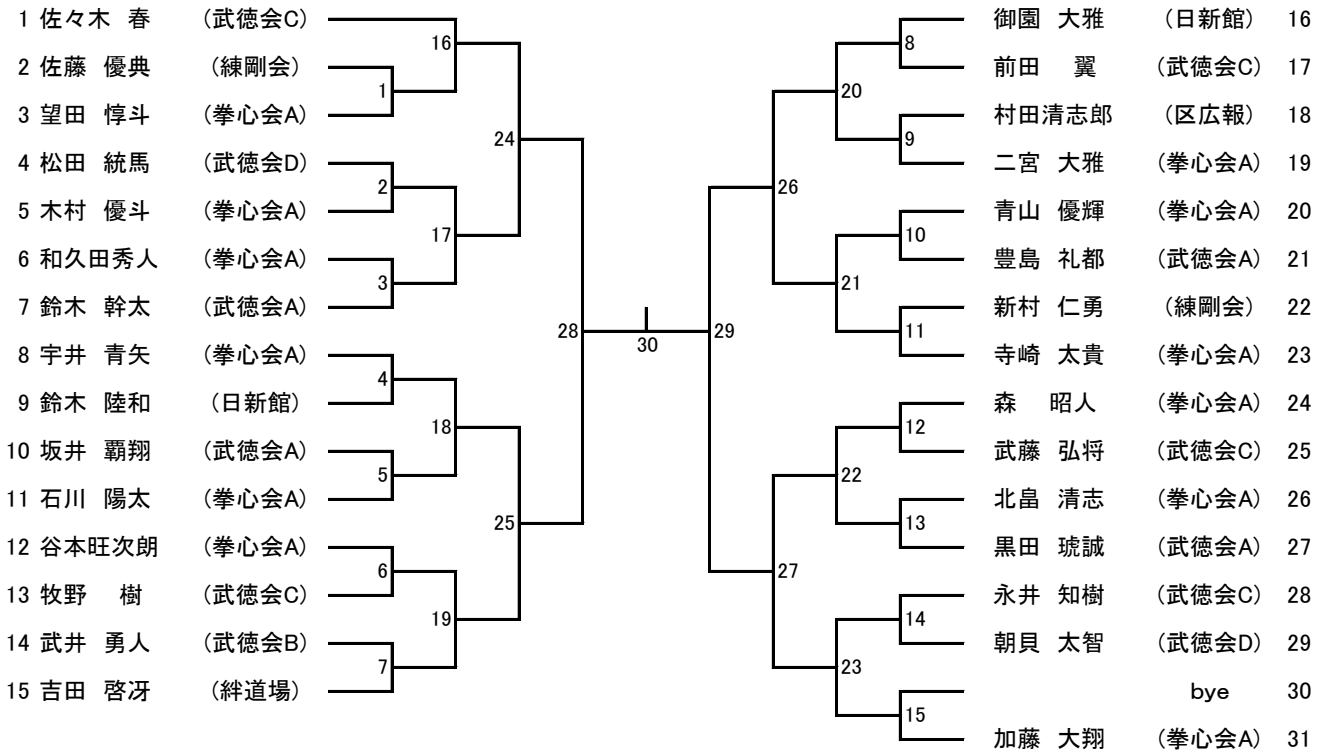 1 佐々木 春 (武徳会C)
2 佐藤 優典 (練剛会)
3 望田 惇斗 (拳心会A)
4 松田 統馬 (武徳会D)
5 木村 優斗 (拳心会A)
6 和久田秀人 (拳心会A)
7 鈴木 幹太 (武徳会A)
8 宇井 青矢 (拳心会A)
9 鈴木 陸和 (日新館)
10 坂井 覇翔 (武徳会A)
11 石川 陽太 (拳心会A)
12 谷本旺次朗 (拳心会A)
13 牧野 樹 (武徳会C)
14 武井 勇人 (武徳会B)
15 吉田 啓冴 (絆道場)
16
1
24
2
17
3
28
4
18
5
25
6
19
7
30
29
8
20
9
26
10
21
11
12
22
13
27
14
23
15
御園 大雅 (日新館) 16
前田 翼 (武徳会C) 17
村田清志郎 (区広報) 18
二宮 大雅 (拳心会A) 19
青山 優輝 (拳心会A) 20
豊島 礼都 (武徳会A) 21
新村 仁勇 (練剛会) 22
寺崎 太貴 (拳心会A) 23
森 昭人 (拳心会A) 24
武藤 弘将 (武徳会C) 25
北畠 清志 (拳心会A) 26
黒田 琥誠 (武徳会A) 27
永井 知樹 (武徳会C) 28
朝貝 太智 (武徳会D) 29
bye 30
加藤 大翔 (拳心会A) 31